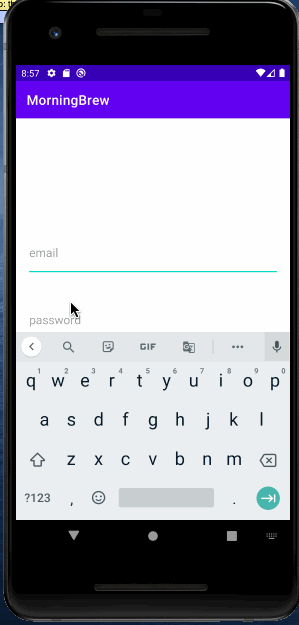 8:57
MorningBrew
email
password
GIF
1 2 3 4 5 6 7 8 9 0
q w e r t y u i o p
a s d f g h j k l
z x c v b n m
?123 , .